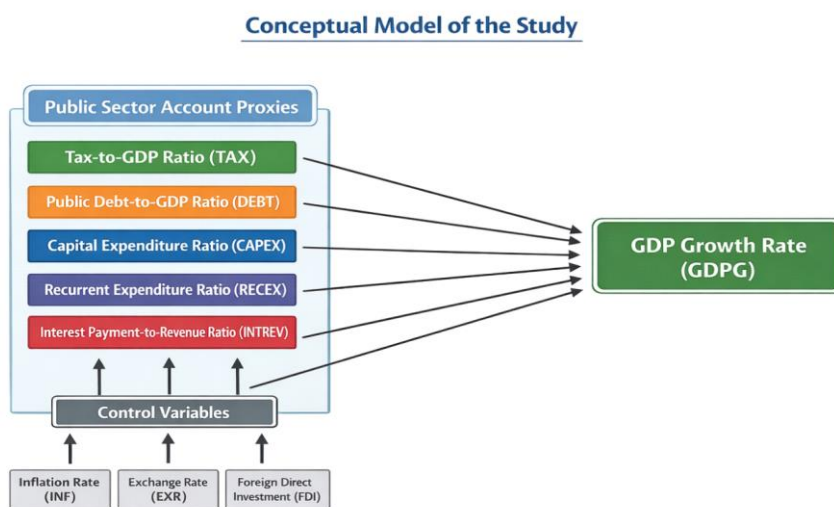 Conceptual Model of the Study
Public Sector Account Proxies
Tax-to-GDP Ratio (TAX)
Public Debt-to-GDP Ratio (DEBT)
Capital Expenditure Ratio (CAPEX)
Recurrent Expenditure Ratio (RECEX)
Interest Payment-to-Revenue Ratio (INTREV)
GDP Growth Rate
(GDPG)
Control Variables
Inflation Rate
(INF)
Exchange Rate
(EXR)
Foreign Direct
Investment (FDI)